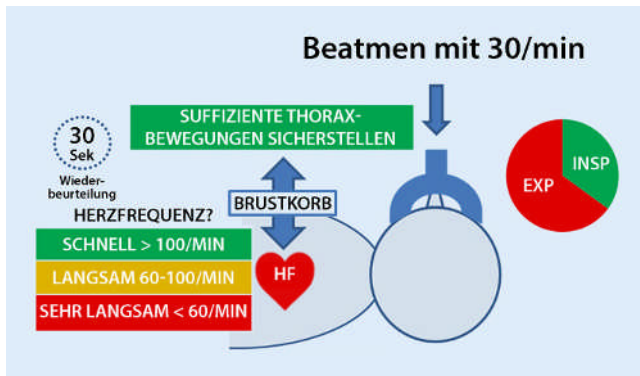 Beatmen mit 30/min
SUFFIZIENTE THORAX-
BEWEGUNGEN SICHERSTELLEN
30
Sek
Wieder-
beurteilung
INSP
EXP
BRUSTKORB
HERZFREQUENZ?
SCHNELL > 100/MIN
LANGSAM 60-100/MIN
SEHR LANGSAM < 60/MIN
HF